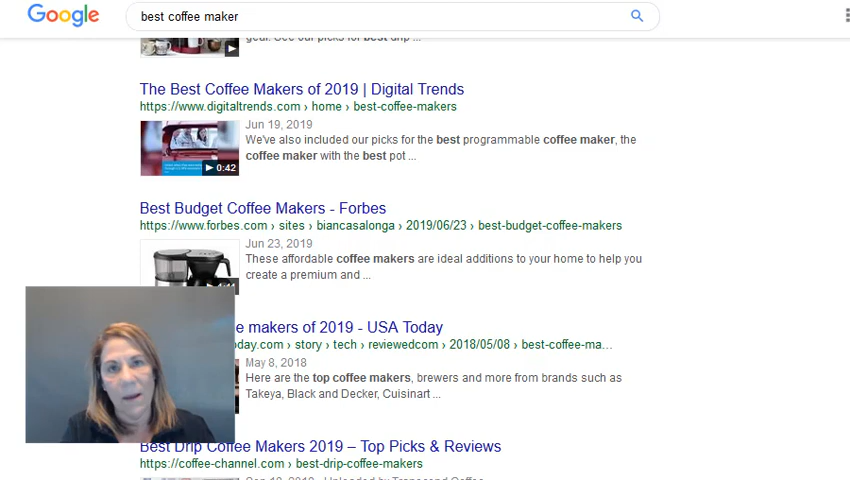 Google
best coffee maker
gear. See our picks for best drip ...
The Best Coffee Makers of 2019 | Digital Trends
https://www.digitaltrends.com › home › best-coffee-makers
Jun 19, 2019
We've also included our picks for the best programmable coffee maker, the
coffee maker with the best pot ...
0:42
Best Budget Coffee Makers - Forbes
https://www.forbes.com › sites › biancasalonga › 2019/06/23 › best-budget-coffee-makers
Jun 23, 2019
These affordable coffee makers are ideal additions to your home to help you
create a premium and ...
e makers of 2019 - USA Today
day.com › story › tech › reviewedcom › 2018/05/08 › best-coffee-ma...
May 8, 2018
Here are the top coffee makers, brewers and more from brands such as
Takeya, Black and Decker, Cuisinart ...
Best Drip Coffee Makers 2019 – Top Picks & Reviews
https://coffee-channel.com › best-drip-coffee-makers
Uploaded by Transcend Coffee